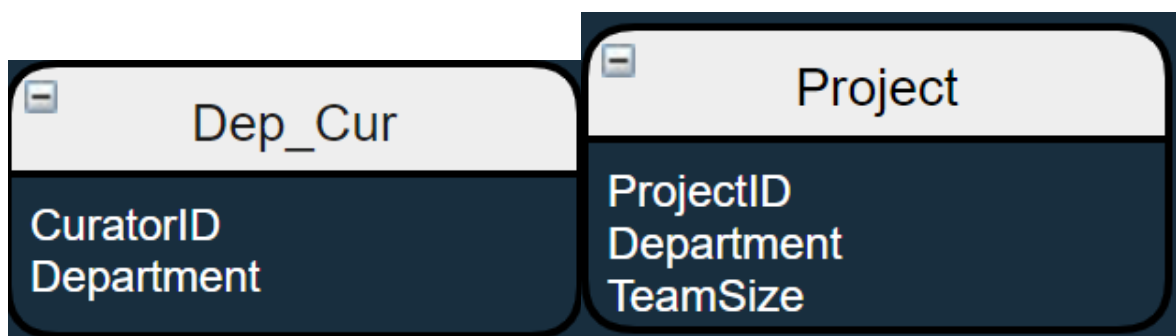 Dep_Cur
CuratorID
Department
Project
ProjectID
Department
TeamSize